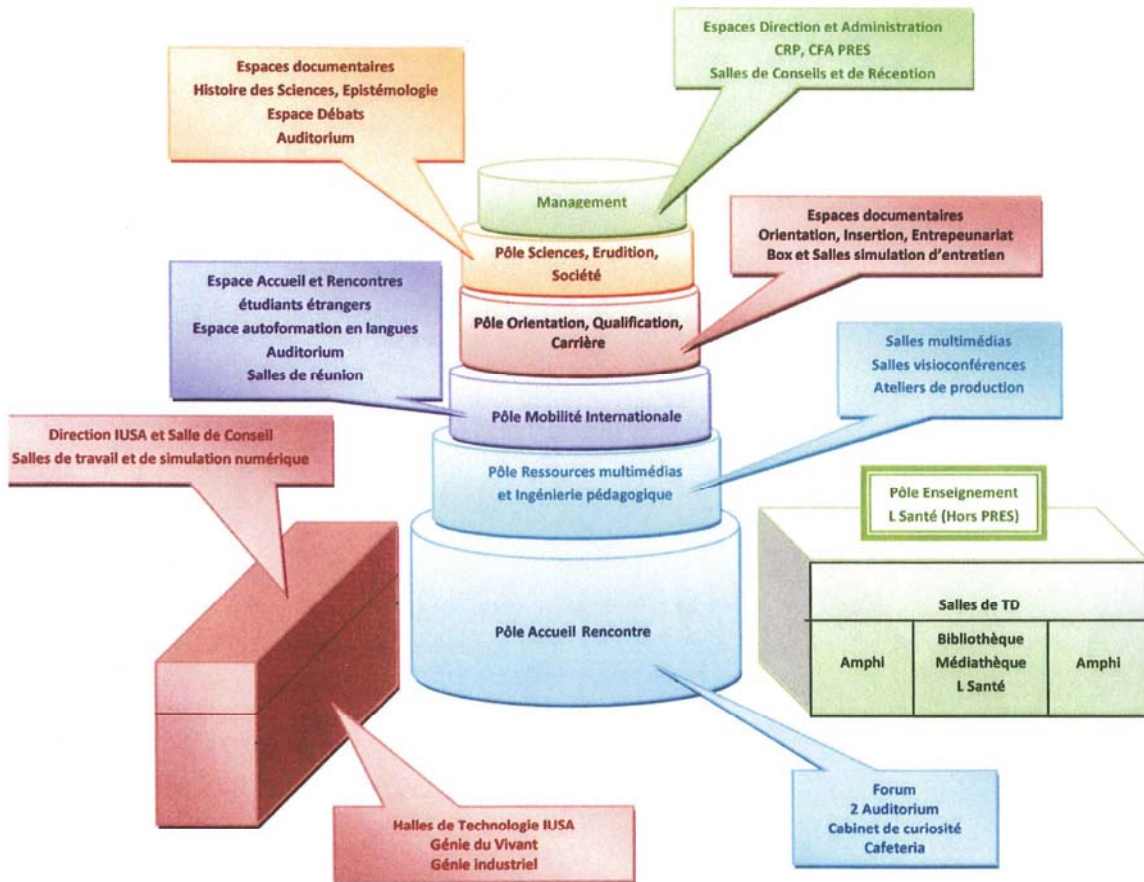 Espaces Direction et Administration
CRP, CFA PRES
Salles de Conseils et de Réception
Espaces documentaires
Histoire des Sciences, Epistémologie
Espace Débats
Auditorium
Management
Espaces documentaires
Orientation, Insertion, Entrepeunariat
Box et Salles simulation d'entretien
Pôle Sciences, Erudition,
Société
Espace Accueil et Rencontres
étudiants étrangers
Espace autoformation en langues
Auditorium
Salles de réunion
Pôle Orientation, Qualification,
Carrière
Salles multimédias
Salles visioconférences
Ateliers de production
Pôle Mobilité Internationale
Direction IUSA et Salle de Conseil
Salles de travail et de simulation numérique
Pôle Ressources multimédias
et Ingénierie pédagogique
Pôle Enseignement
L Santé (Hors PRES)
Pôle Accueil Rencontre
Salles de TD
Amphi
Bibliothèque
Médiathèque
L Santé
Amphi
Forum
2 Auditorium
Cabinet de curiosité
Cafeteria
Halles de Technologie IUSA
Génie du Vivant
Génie industriel